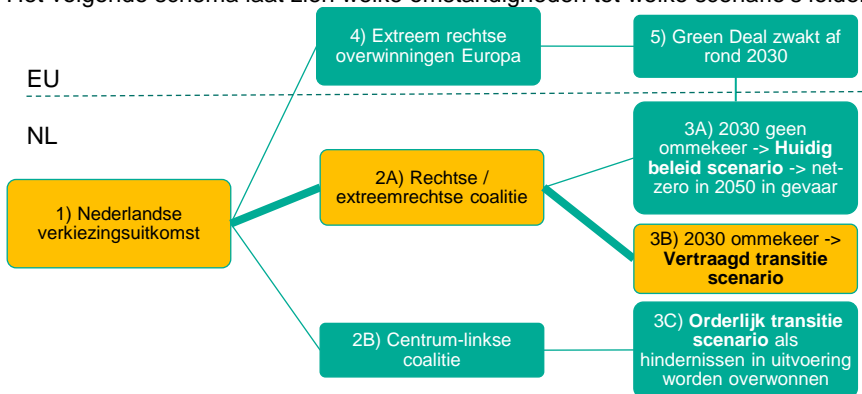 Het volgende schema laat zien welke omstandigheden tot welke scenario's leiden
4) Extreem rechtse
overwinningen Europa
5) Green Deal zwakt af
rond 2030
EU
NL
3A) 2030 geen
ommekeer -> Huidig
beleid scenario -> net-
zero in 2050 in gevaar
2A) Rechtse /
extreemrechtse coalitie
1) Nederlandse
verkiezingsuitkomst
3B) 2030 ommekeer ->
Vertraagd transitie
scenario
2B) Centrum-linkse
coalitie
3C) Orderlijk transitie
scenario als
hindernissen in uitvoering
worden overwonnen